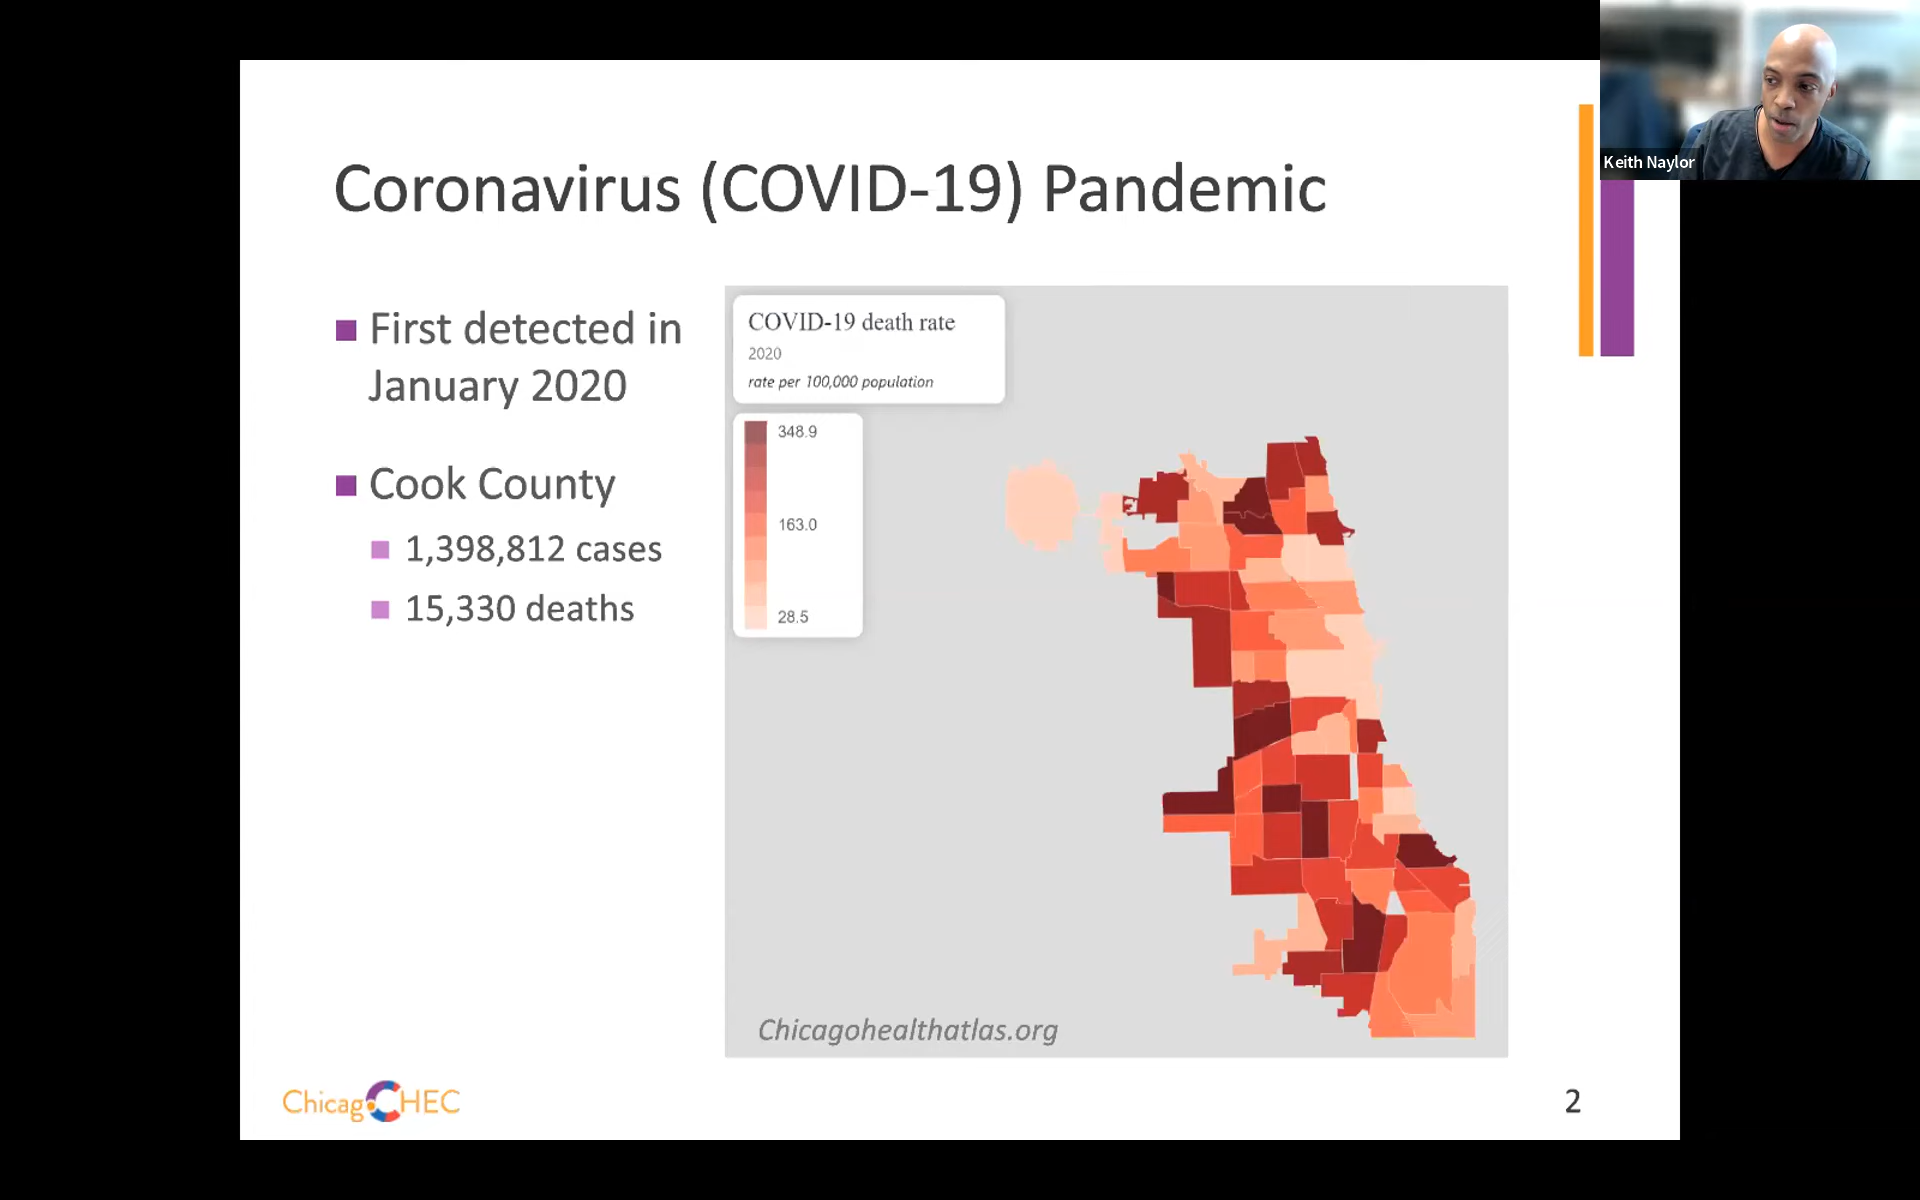 Keith Naylor
Coronavirus (COVID-19) Pandemic
First detected in
January 2020
Cook County
1,398,812 cases
15,330 deaths
COVID-19 death rate
2020
rate per 100,000 population
348.9
163.0
28.5
Chicagohealthatlas.org
ChicagoCHEC
2